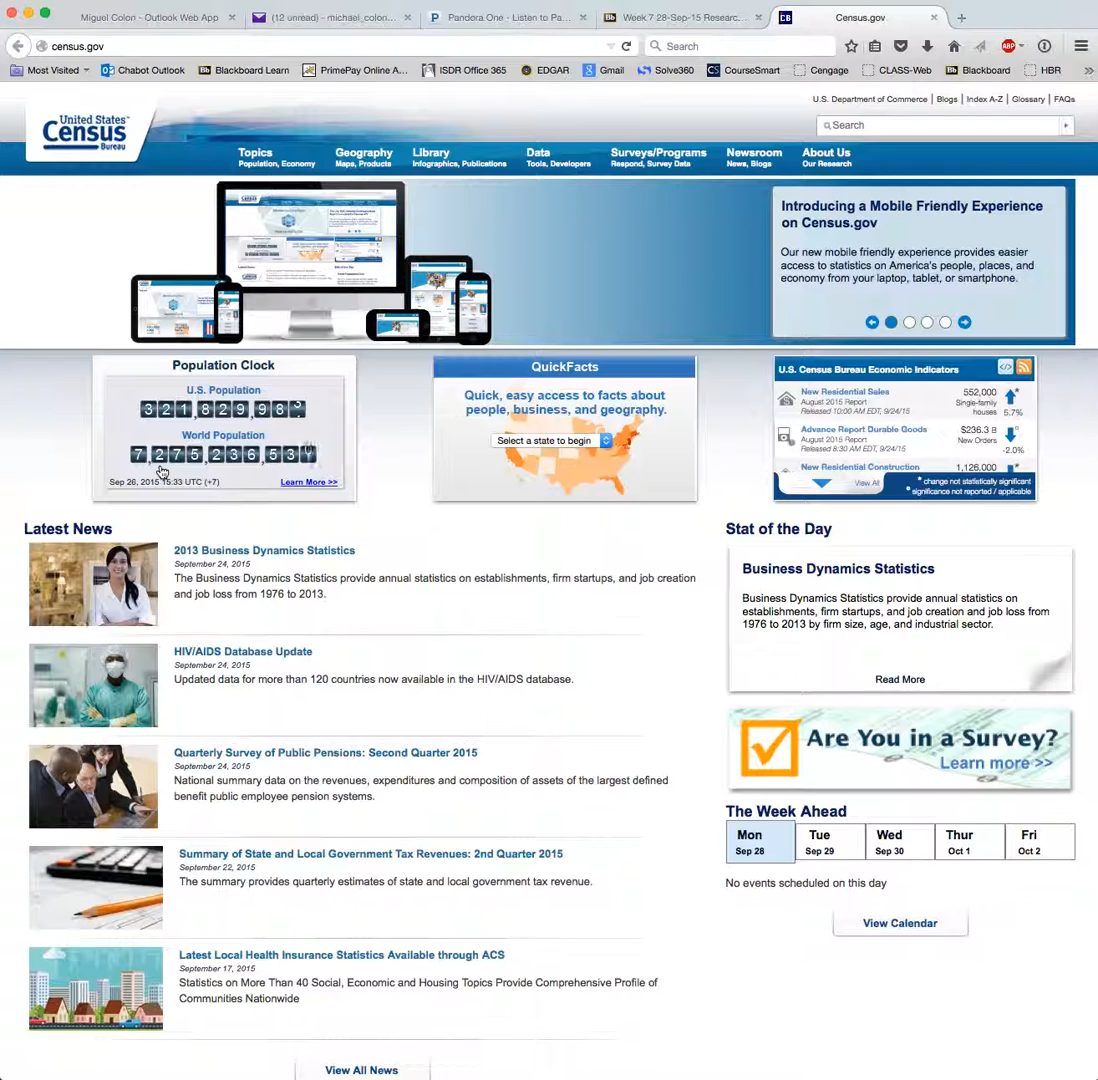 Miguel Colon - Outlook Web App
(12 unread) - michael_colon...
Pandora One - Listen to Pa...
Week 7 28-Sep-15 Researc...
Census.gov
census.gov
Search
Most Visited
Chabot Outlook
Blackboard Learn
PrimePay Online A...
ISDR Office 365
EDGAR
Gmail
Solve360
CourseSmart
Cengage
CLASS-Web
Blackboard
HBR
U.S. Department of Commerce | Blogs | Index A-Z | Glossary | FAQs
United States™
Census
Bureau
Search
Topics
Population, Economy
Geography
Maps, Products
Library
Infographics, Publications
Data
Tools, Developers
Surveys/Programs
Respond, Survey Data
Newsroom
News, Blogs
About Us
Our Research
Introducing a Mobile Friendly Experience
on Census.gov
Our new mobile friendly experience provides easier
access to statistics on America's people, places, and
economy from your laptop, tablet, or smartphone.
Population Clock
U.S. Population
321,829,98
World Population
7,275,236,53
Sep 26, 2015 15:33 UTC (+7)
Learn More >>
QuickFacts
Quick, easy access to facts about
people, business, and geography.
Select a state to begin
U.S. Census Bureau Economic Indicators
New Residential Sales
August 2015 Report
Released 10:00 AM EDT, 9/24/15
552,000
Single-family
houses
5.7%
Advance Report Durable Goods
August 2015 Report
Released 8:30 AM EDT, 9/24/15
$236.3 B
New Orders
-2.0%
New Residential Construction
1,126,000
View All
* change not statistically significant
° significance not reported / applicable
Latest News
2013 Business Dynamics Statistics
September 24, 2015
The Business Dynamics Statistics provide annual statistics on establishments, firm startups, and job creation
and job loss from 1976 to 2013.
HIV/AIDS Database Update
September 24, 2015
Updated data for more than 120 countries now available in the HIV/AIDS database.
Quarterly Survey of Public Pensions: Second Quarter 2015
September 24, 2015
National summary data on the revenues, expenditures and composition of assets of the largest defined
benefit public employee pension systems.
Summary of State and Local Government Tax Revenues: 2nd Quarter 2015
September 22, 2015
The summary provides quarterly estimates of state and local government tax revenue.
Latest Local Health Insurance Statistics Available through ACS
September 17, 2015
Statistics on More Than 40 Social, Economic and Housing Topics Provide Comprehensive Profile of
Communities Nationwide
View All News
Stat of the Day
Business Dynamics Statistics
Business Dynamics Statistics provide annual statistics on
establishments, firm startups, and job creation and job loss from
1976 to 2013 by firm size, age, and industrial sector.
Read More
Are You in a Survey?
Learn more >>
The Week Ahead
Mon
Sep 28
Tue
Sep 29
Wed
Sep 30
Thur
Oct 1
Fri
Oct 2
No events scheduled on this day
View Calendar